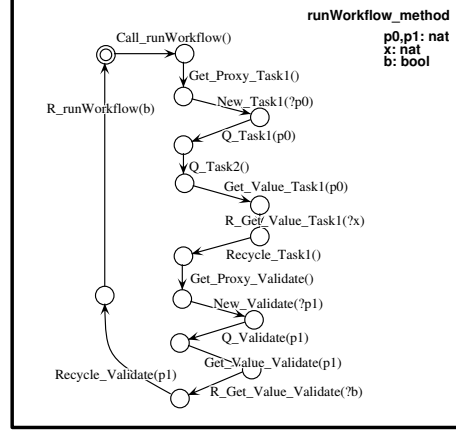 runWorkflow_method
p0,p1: nat
x: nat
b: bool
Call_runWorkflow()
Get_Proxy_Task1()
New_Task1(?p0)
R_runWorkflow(b)
Q_Task1(p0)
Q_Task2()
Get_Value_Task1(p0)
R_Get_Value_Task1(?x)
Recycle_Task1()
Get_Proxy_Validate()
New_Validate(?p1)
Q_Validate(p1)
Get_Value_Validate(p1)
Recycle_Validate(p1)
R_Get_Value_Validate(?b)